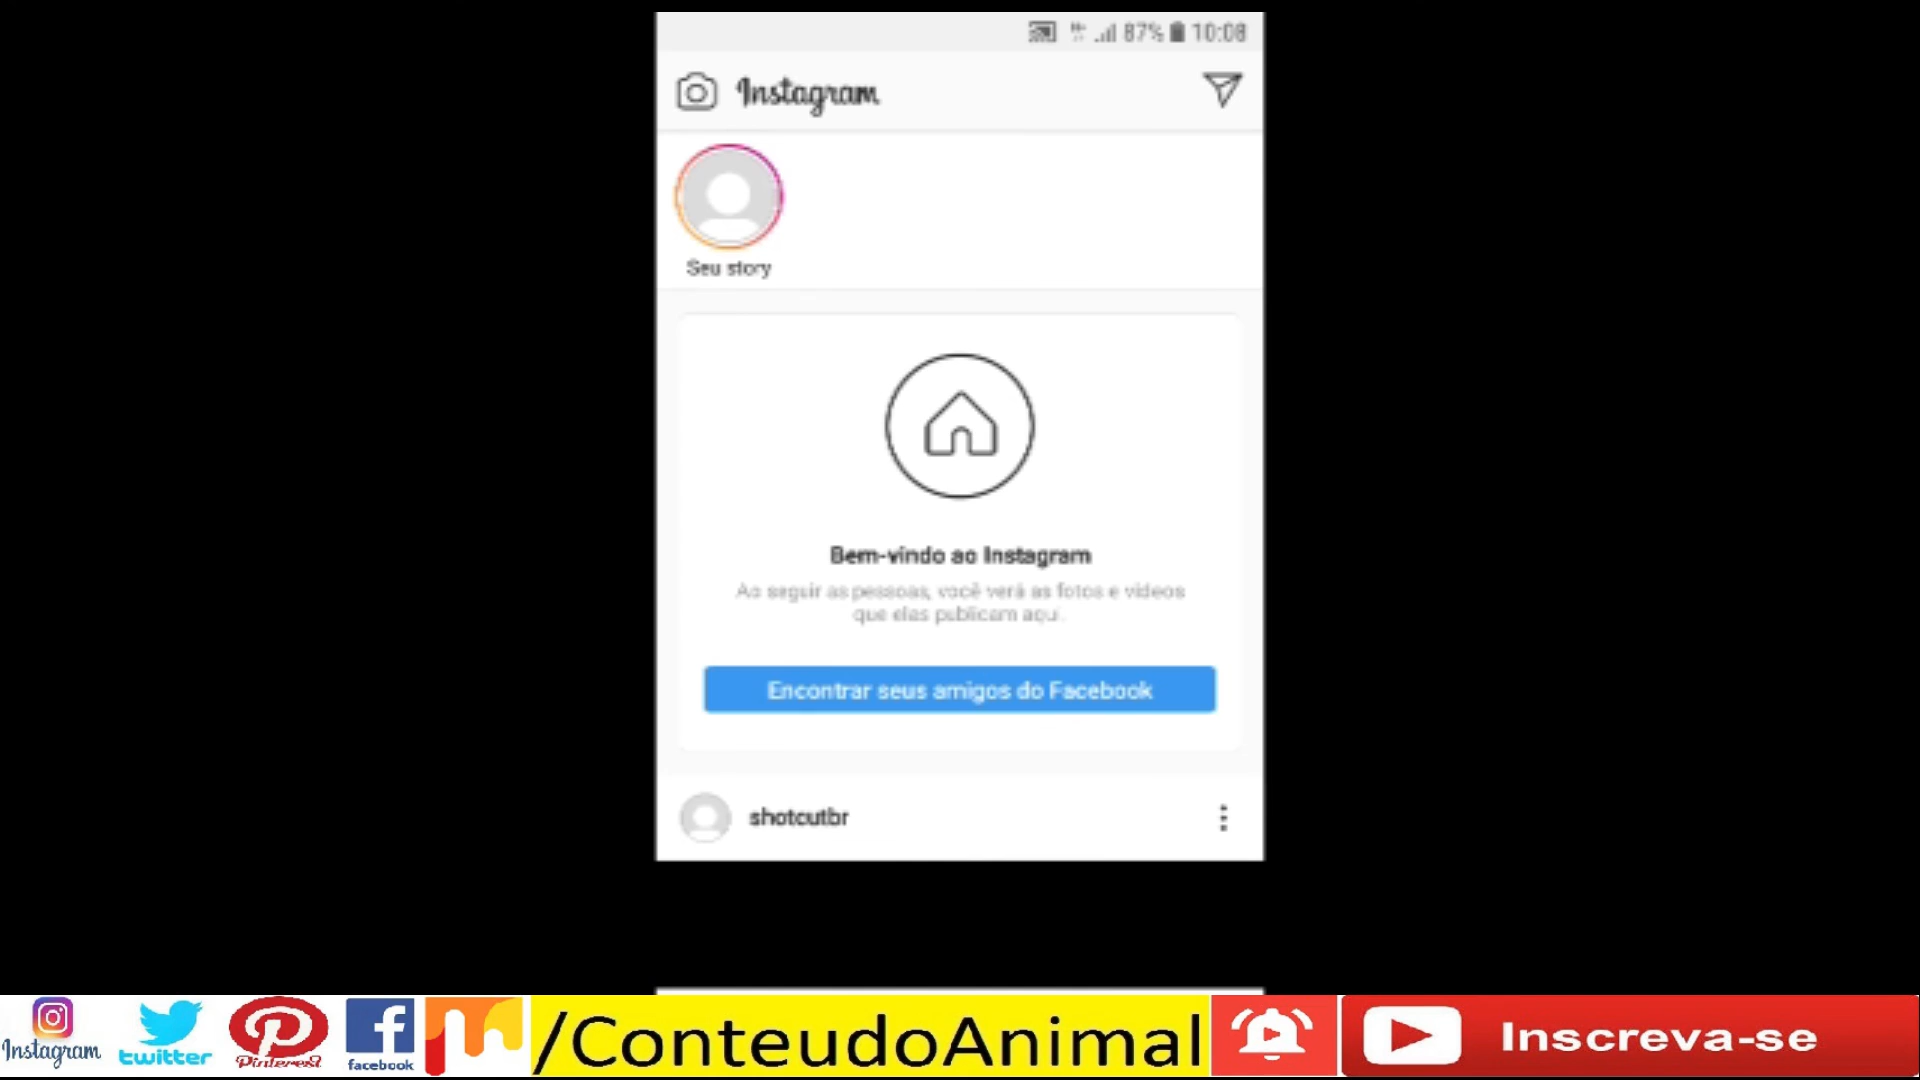 87% 10:08
Instagram
Seu story
Bem-vindo ao Instagram
Ao seguir as pessoas, você verá as fotos e vídeos
que elas publicam aqui.
Encontrar seus amigos do Facebook
shotcutbr
Instagram
twitter
Pinterest
facebook
/ConteudoAnimal
Inscreva-se